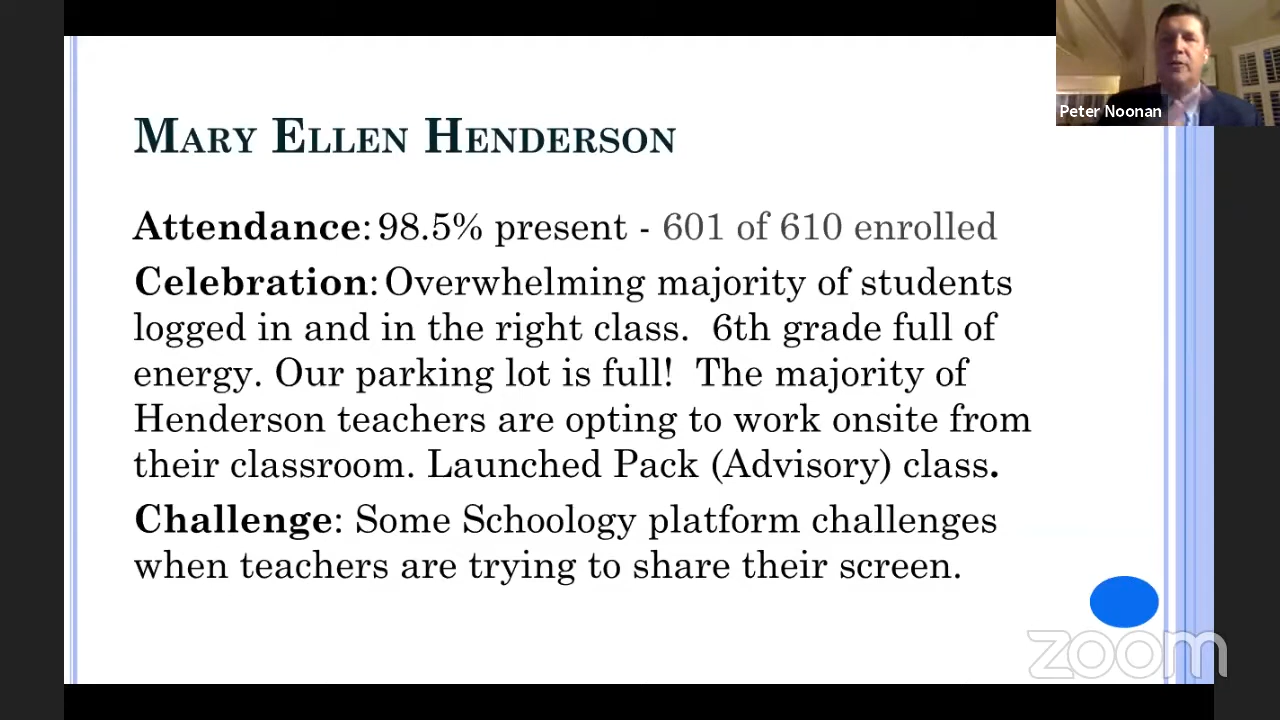 Peter Noonan
MARY ELLEN HENDERSON
Attendance: 98.5% present - 601 of 610 enrolled
Celebration: Overwhelming majority of students
logged in and in the right class.  6th grade full of
energy. Our parking lot is full!  The majority of
Henderson teachers are opting to work onsite from
their classroom. Launched Pack (Advisory) class.
Challenge: Some Schoology platform challenges
when teachers are trying to share their screen.
zoom